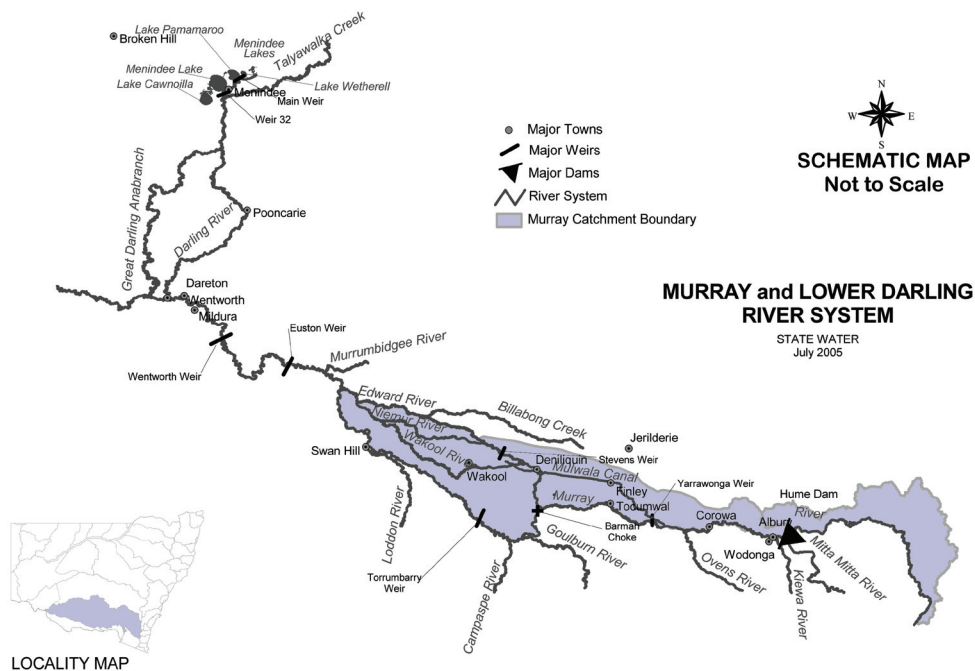 Lake Pamamaroo
Broken Hill
Menindee
Lakes
Talyawalka Creek
Menindee Lake
Lake Cawnoilla
Lake Wetherell
Menindee
Main Weir
Weir 32
Major Towns
Major Weirs
Major Dams
River System
Murray Catchment Boundary
N
W
E
S
SCHEMATIC MAP
Not to Scale
Great Darling Anabranch
Darling River
Pooncarie
Dareton
Wentworth
Mildura
MURRAY and LOWER DARLING
RIVER SYSTEM
STATE WATER
July 2005
Euston Weir
Murrumbidgee River
Wentworth Weir
Edward River
Niemur River
Billabong Creek
Wakool Riv
Swan Hill
Jerilderie
Stevens Weir
Deniliquin
Mulwala Canal
Wakool
Yarrawonga Weir
Finley
Hume Dam
Murray
Tocumwal
Corowa
Albury
River
Barmah
Choke
Wodonga
Loddon River
Goulburn River
Ovens River
Mitta Mitta River
Kiewa River
Torrumbarry
Weir
Campaspe River
LOCALITY MAP